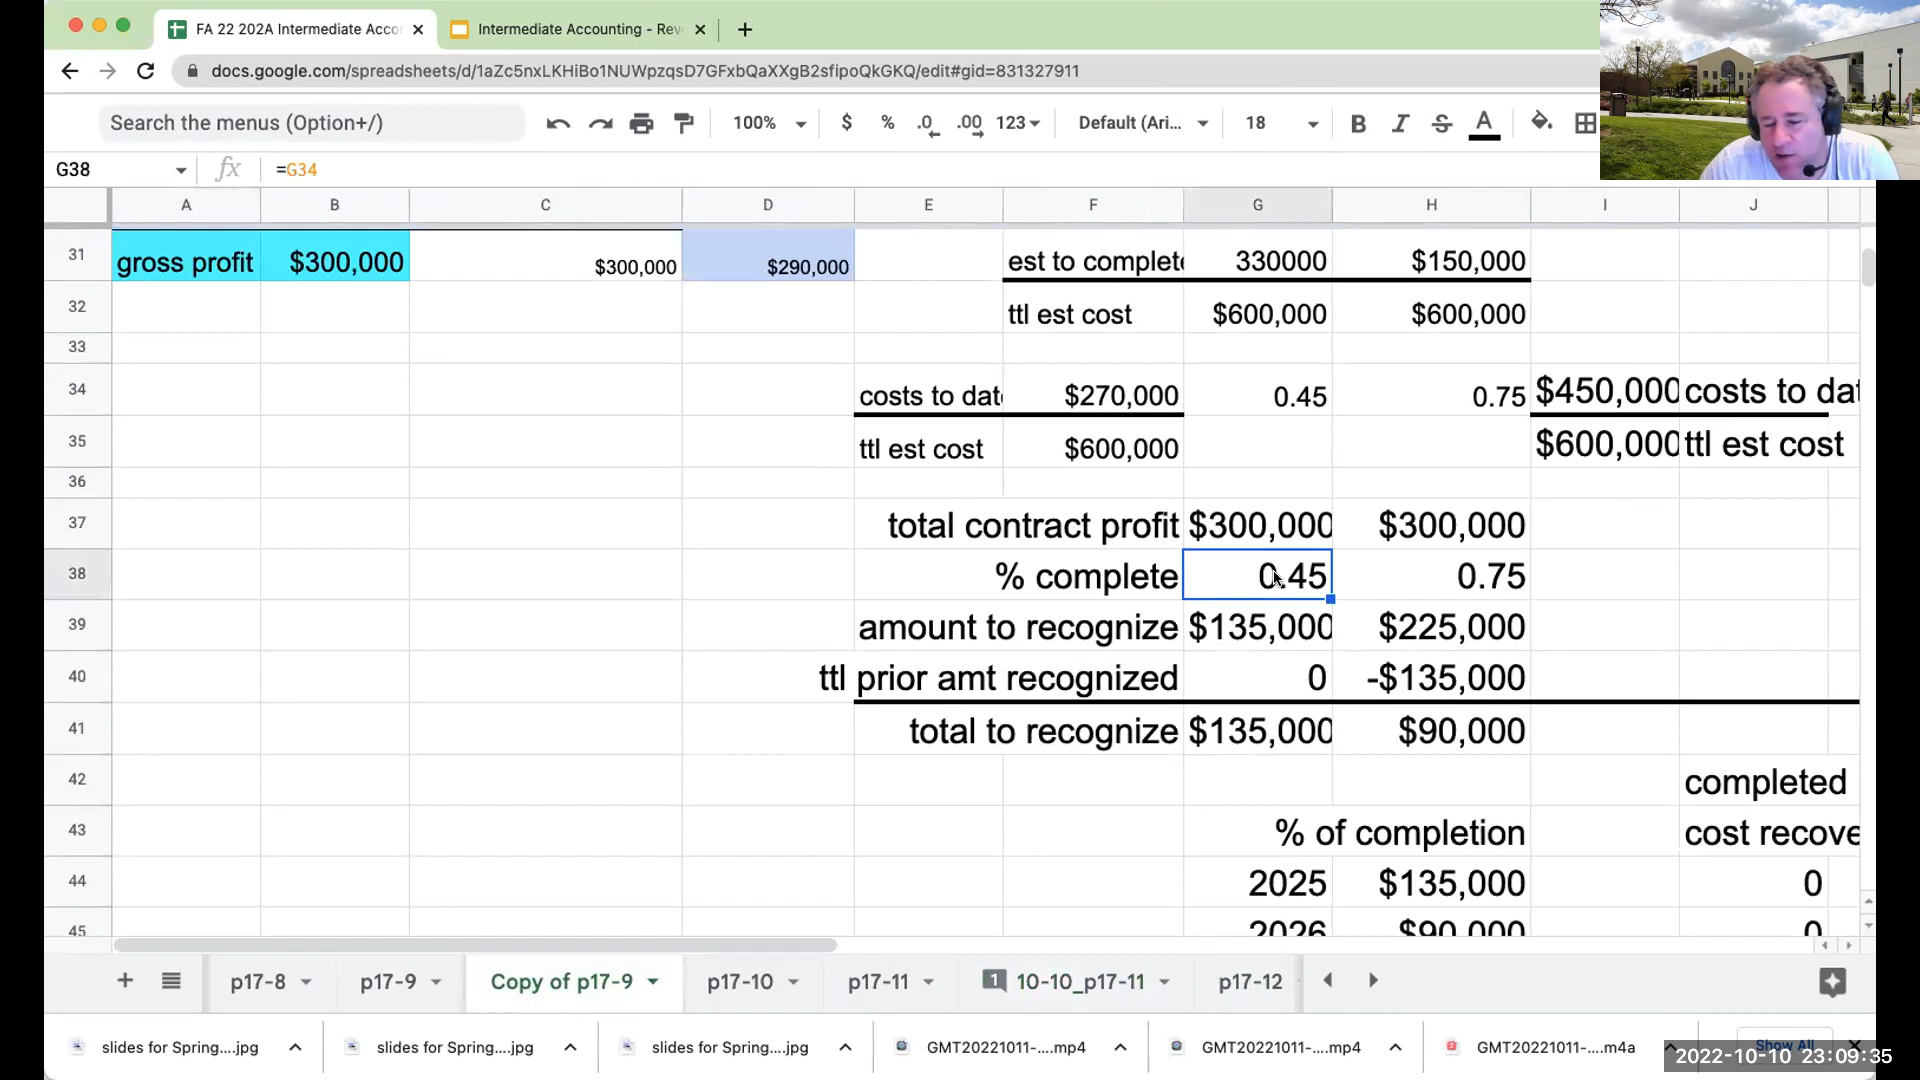 FA 22 202A Intermediate Acco
Intermediate Accounting - Rev
docs.google.com/spreadsheets/d/1aZc5nxLKHiBo1NUWpzqsD7GFxbQaXXgB2sfipoQkGKQ/edit#gid=831327911
Search the menus (Option+/) 100% $ % .0 .00 123 Default (Ari... 18 B I S A
G38 fx =G34
A B C D E F G H I J
31 gross profit $300,000 $300,000 $290,000 est to complete 330000 $150,000
32 ttl est cost $600,000 $600,000
33
34 costs to dat $270,000 0.45 0.75 $450,000 costs to dat
35 ttl est cost $600,000 $600,000 ttl est cost
36
37 total contract profit $300,000 $300,000
38 % complete 0.45 0.75
39 amount to recognize $135,000 $225,000
40 ttl prior amt recognized 0 -$135,000
41 total to recognize $135,000 $90,000
42 completed
43 % of completion cost recove
44 2025 $135,000 0
45 2026 $90,000 0
p17-8 p17-9 Copy of p17-9 p17-10 p17-11 1 10-10_p17-11 p17-12
slides for Spring....jpg slides for Spring....jpg slides for Spring....jpg GMT20221011-....mp4 GMT20221011-....mp4 GMT20221011-....m4a Show All
2022-10-10 23:09:35